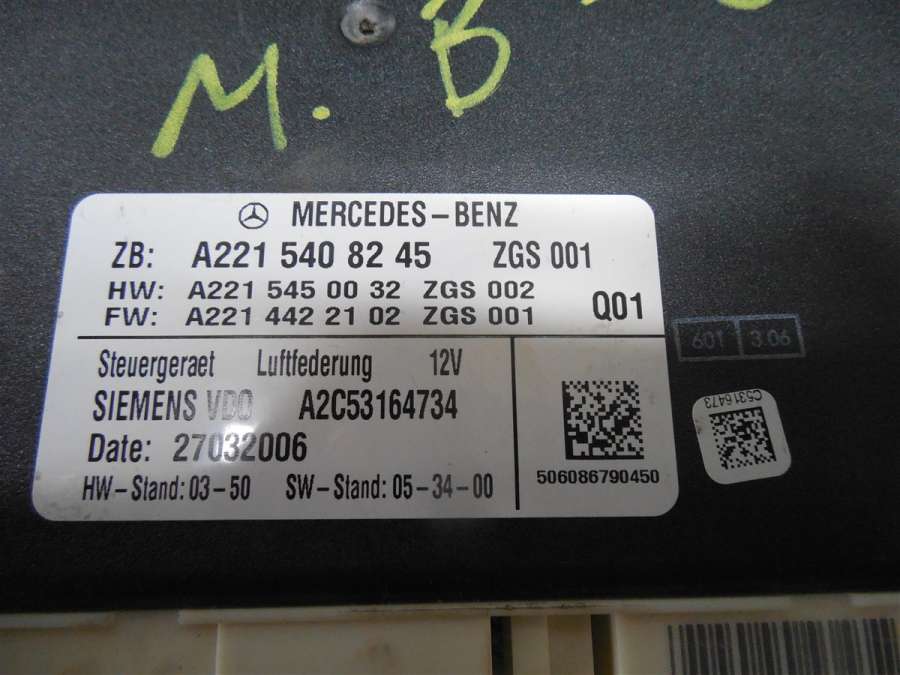 M. B
MERCEDES-BENZ
ZB: A221 540 82 45 ZGS 001
HW: A221 545 00 32 ZGS 002
FW: A221 442 21 02 ZGS 001
Q01
601 3.06
Steuergeraet Luftfederung 12V
SIEMENS VDO A2C53164734
Date: 27032006
HW-Stand: 03-50 SW-Stand: 05-34-00
506086790450
C5316473